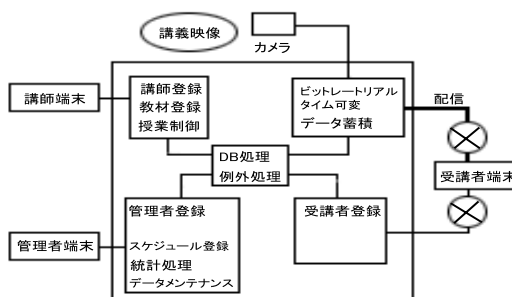 講義映像
カメラ
講師端末
講師登録
教材登録
授業制御
ビットレートリアル
タイム可変
データ蓄積
配信
DB処理
例外処理
受講者端末
管理者端末
管理者登録
スケジュール登録
統計処理
データメンテナンス
受講者登録